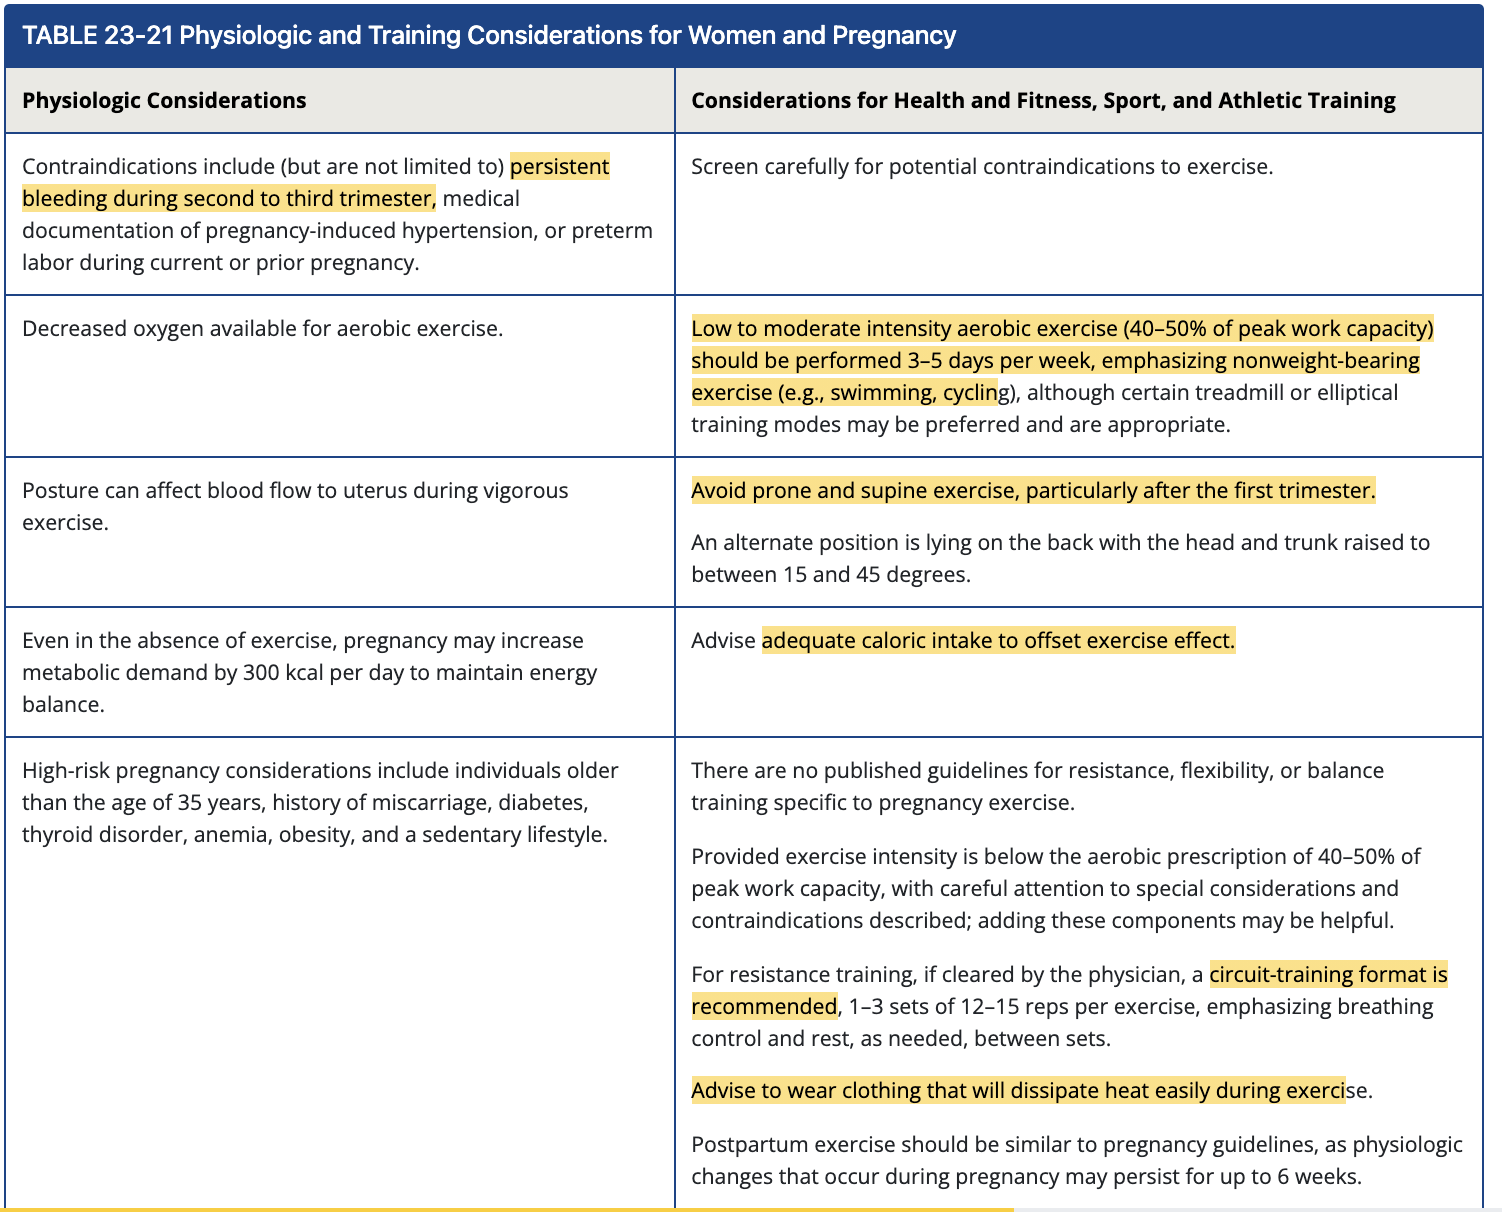 TABLE 23-21 Physiologic and Training Considerations for Women and Pregnancy
Physiologic Considerations
Considerations for Health and Fitness, Sport, and Athletic Training
Contraindications include (but are not limited to) persistent
bleeding during second to third trimester, medical
documentation of pregnancy-induced hypertension, or preterm
labor during current or prior pregnancy.
Screen carefully for potential contraindications to exercise.
Decreased oxygen available for aerobic exercise.
Low to moderate intensity aerobic exercise (40–50% of peak work capacity)
should be performed 3–5 days per week, emphasizing nonweight-bearing
exercise (e.g., swimming, cycling), although certain treadmill or elliptical
training modes may be preferred and are appropriate.
Posture can affect blood flow to uterus during vigorous
exercise.
Avoid prone and supine exercise, particularly after the first trimester.
An alternate position is lying on the back with the head and trunk raised to
between 15 and 45 degrees.
Even in the absence of exercise, pregnancy may increase
metabolic demand by 300 kcal per day to maintain energy
balance.
Advise adequate caloric intake to offset exercise effect.
High-risk pregnancy considerations include individuals older
than the age of 35 years, history of miscarriage, diabetes,
thyroid disorder, anemia, obesity, and a sedentary lifestyle.
There are no published guidelines for resistance, flexibility, or balance
training specific to pregnancy exercise.
Provided exercise intensity is below the aerobic prescription of 40–50% of
peak work capacity, with careful attention to special considerations and
contraindications described; adding these components may be helpful.
For resistance training, if cleared by the physician, a circuit-training format is
recommended, 1–3 sets of 12–15 reps per exercise, emphasizing breathing
control and rest, as needed, between sets.
Advise to wear clothing that will dissipate heat easily during exercise.
Postpartum exercise should be similar to pregnancy guidelines, as physiologic
changes that occur during pregnancy may persist for up to 6 weeks.